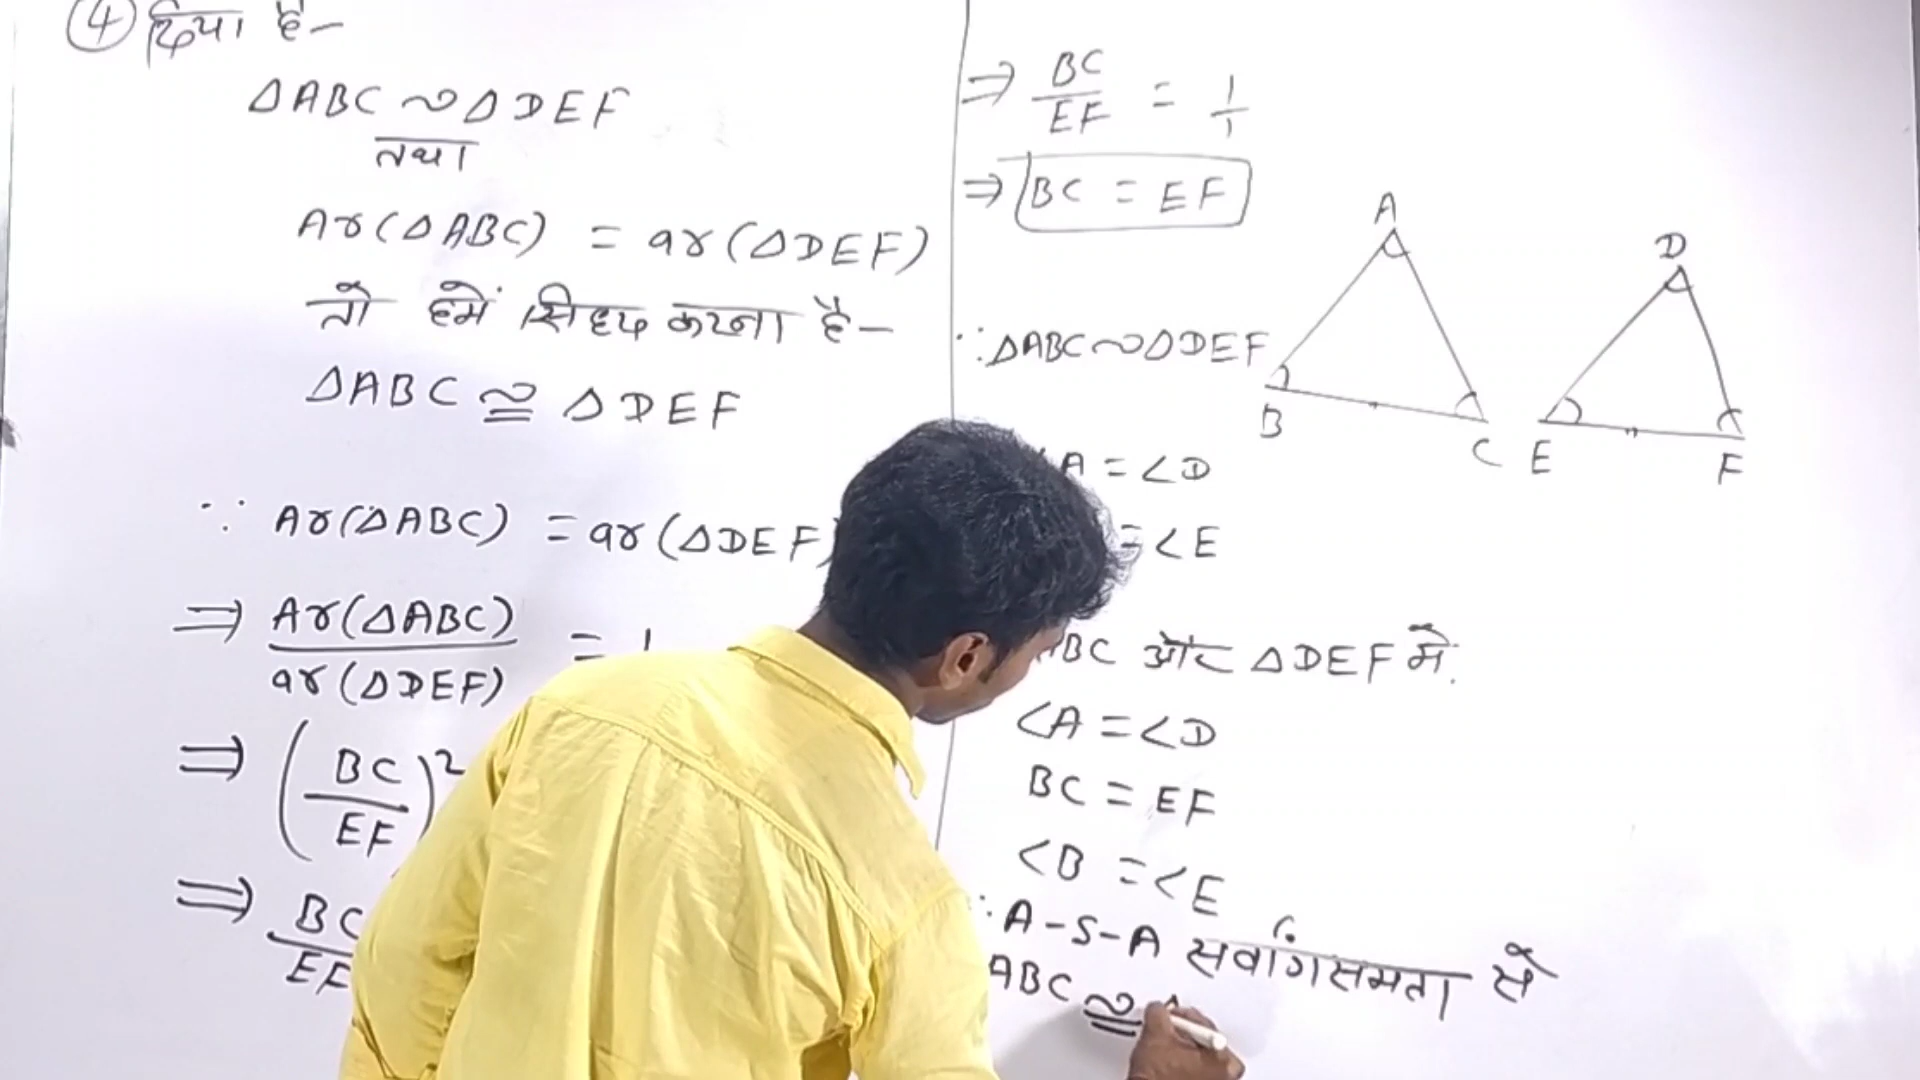 ④ दिया है–
ΔABC ~ ΔDEF
तथा
Ar(ΔABC) = ar(ΔDEF)
तो हमें सिद्ध करना है–
ΔABC ≅ ΔDEF
∵ Ar(ΔABC) = ar(ΔDEF)
⇒ Ar(ΔABC)/ar(ΔDEF) = 1
⇒ (BC/EF)²
⇒ BC/EF
⇒ BC/EF = 1/1
⇒ BC = EF
∵ ΔABC ~ ΔDEF
A = ∠D
= ∠E
BC और ΔDEF में.
∠A = ∠D
BC = EF
∠B = ∠E
∴ A-S-A सर्वांगसमता से
ABC ≅
A
B
C
D
E
F